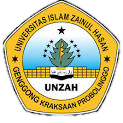 UNIVERSITAS ISLAM ZAINUL HASAN
UNZAH
GENGGONG KRAKSAAN PROBOLINGGO